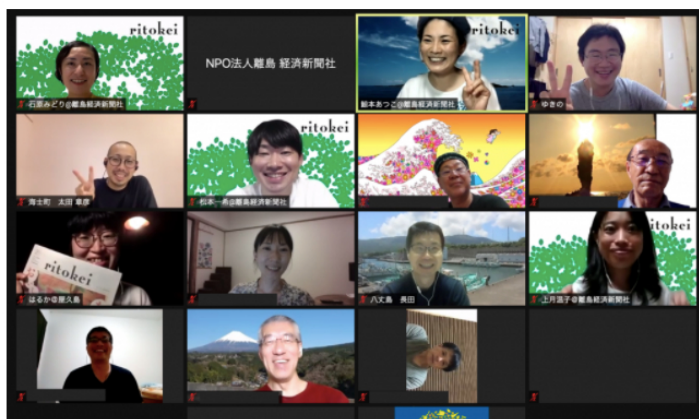 ritokei
石原みどり@離島経済新聞社
NPO法人離島 経済新聞社
ritokei
鯨本あつこ@離島経済新聞社
ゆきの
海士町 太田 章彦
ritokei
松本一希@離島経済新聞社
ritokei
はるか@屋久島
八丈島 長田
ritokei
上月温子@離島経済新聞社